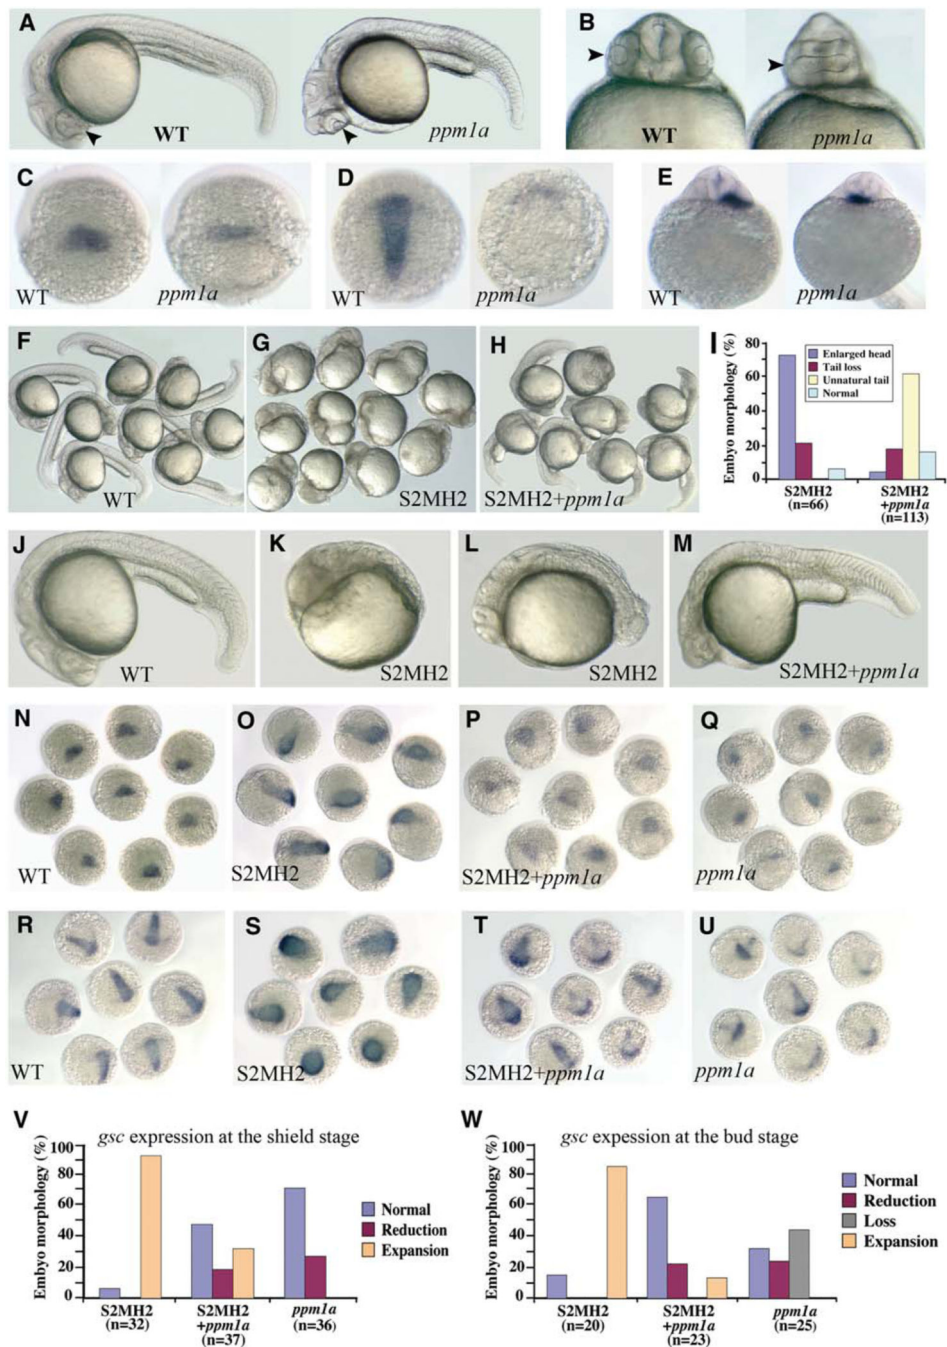 A
WT
ppm1a
B
WT
ppm1a
C
WT
ppm1a
D
WT
ppm1a
E
WT
ppm1a
F
WT
G
S2MH2
H
S2MH2+ppm1a
I
Embyo morphology (%)
80
60
40
20
0
Enlarged head
Tail loss
Unnatural tail
Normal
S2MH2
(n=66)
S2MH2
+ppm1a
(n=113)
J
WT
K
S2MH2
L
S2MH2
M
S2MH2+ppm1a
N
WT
O
S2MH2
P
S2MH2+ppm1a
Q
ppm1a
R
WT
S
S2MH2
T
S2MH2+ppm1a
U
ppm1a
V
gsc expression at the shield stage
Embyo morphology (%)
100
80
60
40
20
0
Normal
Reduction
Expansion
S2MH2
(n=32)
S2MH2
+ppm1a
(n=37)
ppm1a
(n=36)
W
gsc expession at the bud stage
Embyo morphology (%)
100
80
60
40
20
0
Normal
Reduction
Loss
Expansion
S2MH2
(n=20)
S2MH2
+ppm1a
(n=23)
ppm1a
(n=25)